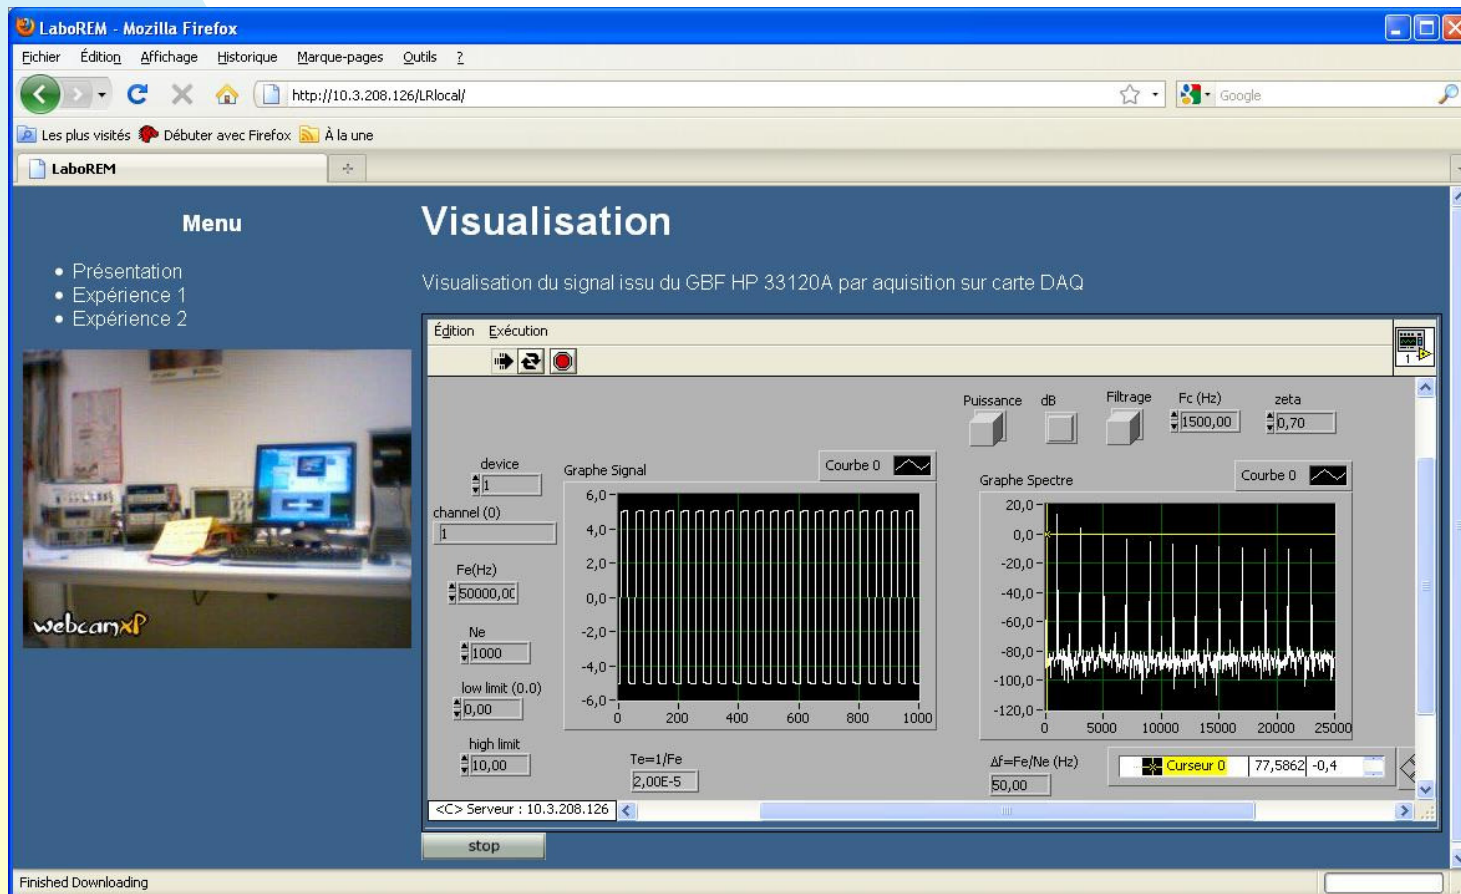 LaboREM - Mozilla Firefox
Fichier Édition Affichage Historique Marque-pages Outils ?
http://10.3.208.126/LRlocal/
Google
Les plus visités Débuter avec Firefox À la une
LaboREM
Menu
Présentation
Expérience 1
Expérience 2
webcamXP
Visualisation
Visualisation du signal issu du GBF HP 33120A par aquisition sur carte DAQ
Édition Exécution
1
Puissance dB Filtrage Fc (Hz) zeta
1500,00 0,70
device
1
channel (0)
1
Fe(Hz)
50000,00
Ne
1000
low limit (0.0)
0,00
high limit
10,00
Graphe Signal Courbe 0
6,0
4,0
2,0
0,0
-2,0
-4,0
-6,0
0 200 400 600 800 1000
Te=1/Fe
2,00E-5
Graphe Spectre Courbe 0
20,0
0,0
-20,0
-40,0
-60,0
-80,0
-100,0
-120,0
0 5000 10000 15000 20000 25000
Δf=Fe/Ne (Hz)
50,00
Curseur 0 77,5862 -0,4
<C> Serveur : 10.3.208.126
stop
Finished Downloading